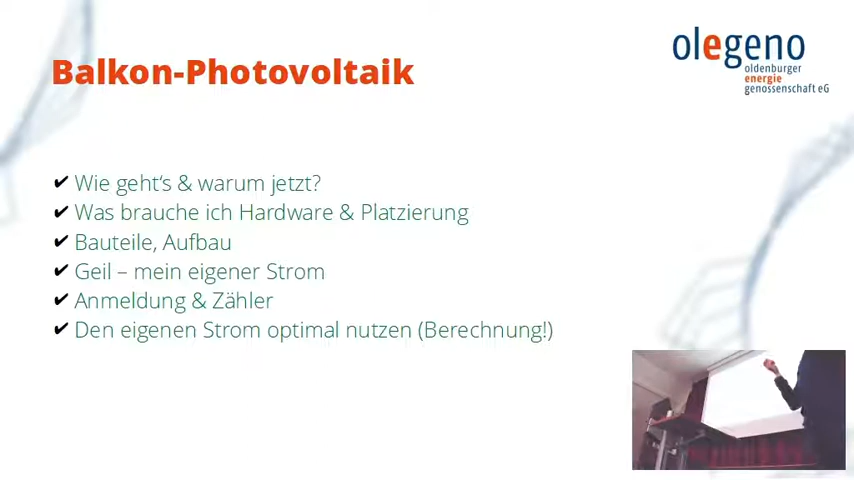 Balkon-Photovoltaik
olegeno
oldenburger
energie
genossenschaft eG
✔ Wie geht‘s & warum jetzt?
✔ Was brauche ich Hardware & Platzierung
✔ Bauteile, Aufbau
✔ Geil – mein eigener Strom
✔ Anmeldung & Zähler
✔ Den eigenen Strom optimal nutzen (Berechnung!)